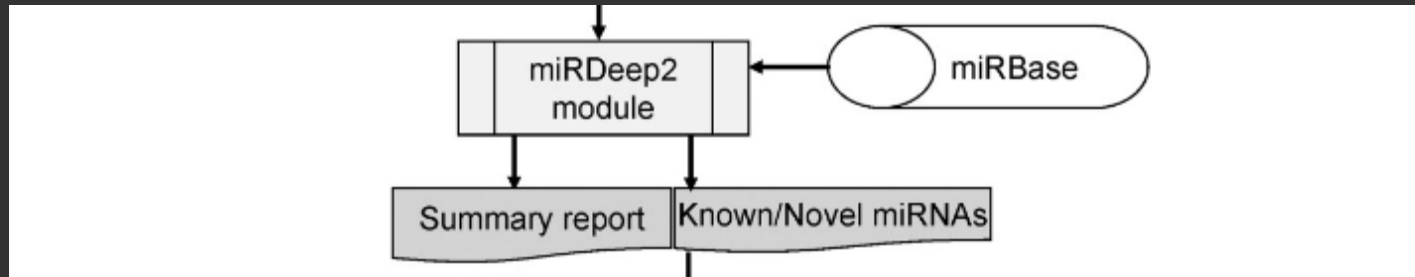 miRDeep2
module
miRBase
Summary report
Known/Novel miRNAs